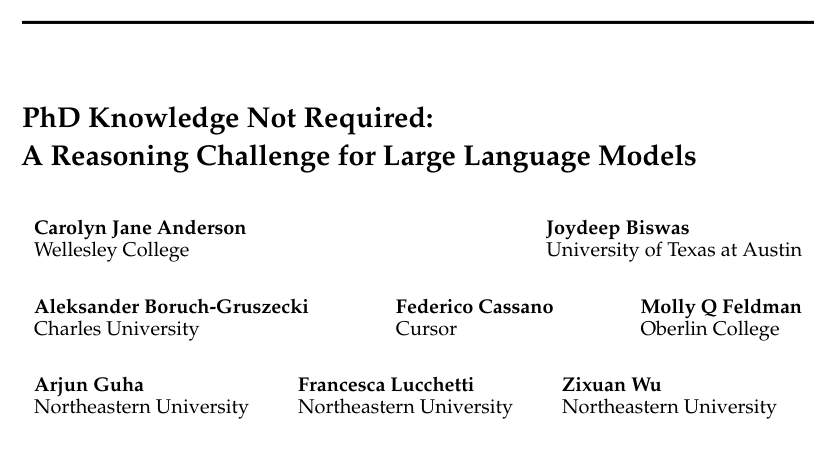 PhD Knowledge Not Required:
A Reasoning Challenge for Large Language Models
Carolyn Jane Anderson
Wellesley College
Joydeep Biswas
University of Texas at Austin
Aleksander Boruch-Gruszecki
Charles University
Federico Cassano
Cursor
Molly Q Feldman
Oberlin College
Arjun Guha
Northeastern University
Francesca Lucchetti
Northeastern University
Zixuan Wu
Northeastern University